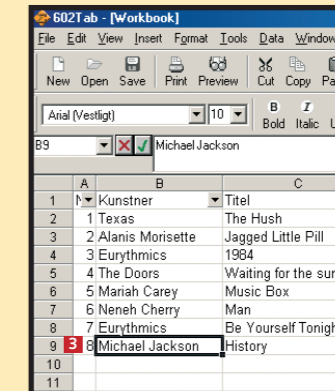 602Tab - [Workbook]
File Edit View Insert Format Tools Data Window
New Open Save Print Preview Cut Copy Pa
Arial (Vestligt) 10 B I
Bold Italic U
B9 Michael Jackson
A B C
1 Kunstner Titel
2 1 Texas The Hush
3 2 Alanis Morisette Jagged Little Pill
4 3 Eurythmics 1984
5 4 The Doors Waiting for the sun
6 5 Mariah Carey Music Box
7 6 Neneh Cherry Man
8 7 Eurythmics Be Yourself Tonigh
9 3 8 Michael Jackson History
10
11